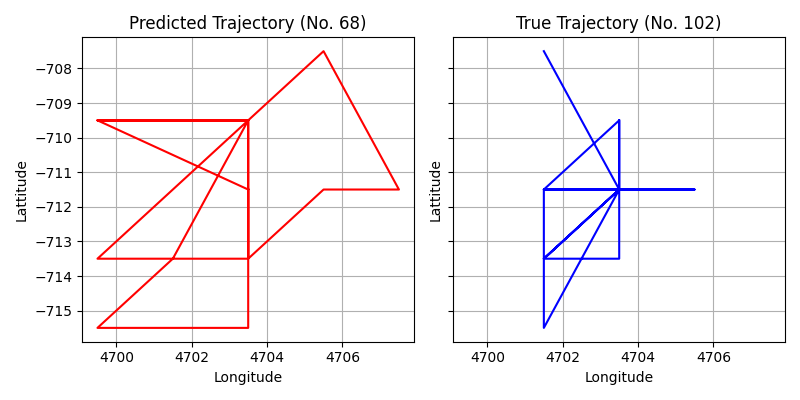 Predicted Trajectory (No. 68)
True Trajectory (No. 102)
−708
−709
−710
−711
−712
−713
−714
−715
Lattitude
Lattitude
4700
4702
4704
4706
4700
4702
4704
4706
Longitude
Longitude